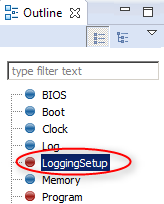 Outline
type filter text
BIOS
Boot
Clock
Log
LoggingSetup
Memory
Program